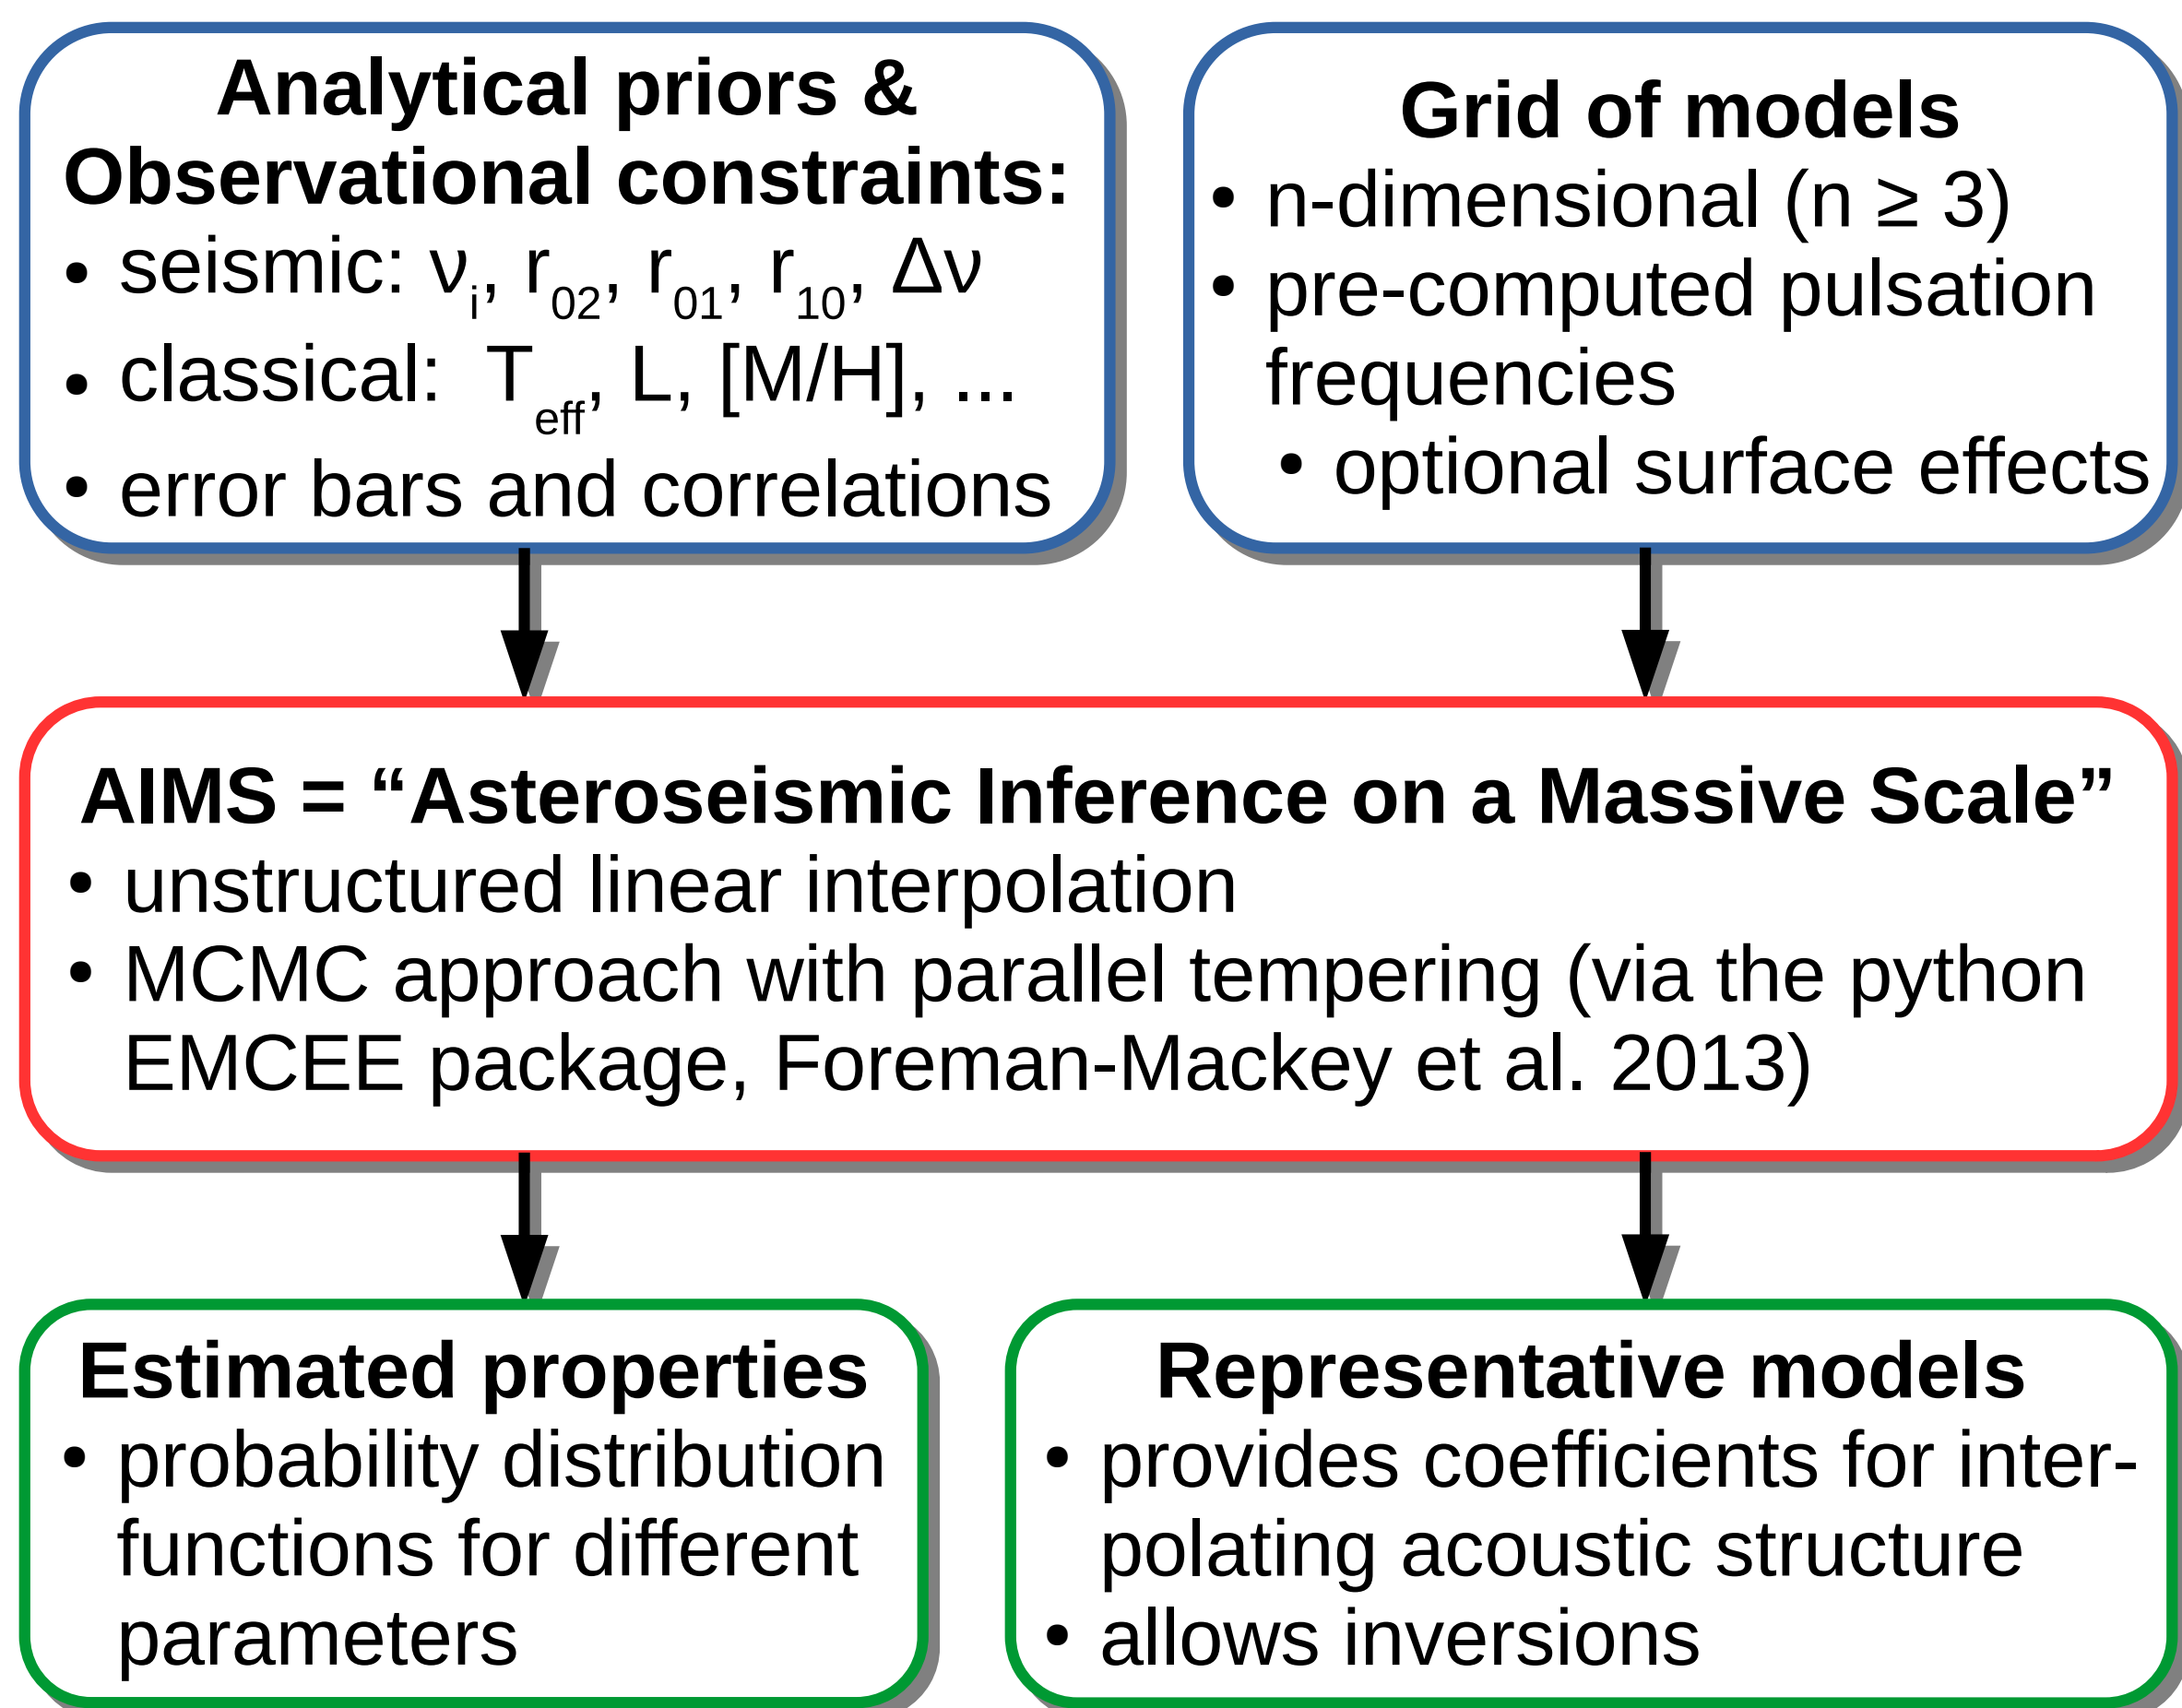 Analytical priors &
Observational constraints:
• seismic: νi, r02, r01, r10, Δν
• classical: Teff, L, [M/H], ...
• error bars and correlations
Grid of models
• n-dimensional (n ≥ 3)
• pre-computed pulsation
frequencies
• optional surface effects
AIMS = “Asteroseismic Inference on a Massive Scale”
• unstructured linear interpolation
• MCMC approach with parallel tempering (via the python
EMCEE package, Foreman-Mackey et al. 2013)
Estimated properties
• probability distribution
functions for different
parameters
Representative models
• provides coefficients for inter-
polating acoustic structure
• allows inversions